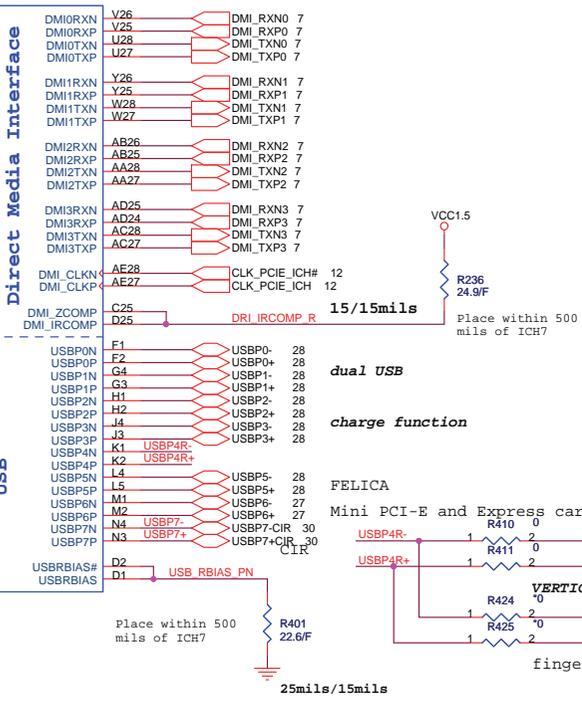 Direct Media Interface
DMI0RXN V26 DMI_RXN0 7
DMI0RXP V25 DMI_RXP0 7
DMI0TXN U28 DMI_TXN0 7
DMI0TXP U27 DMI_TXP0 7
DMI1RXN Y26 DMI_RXN1 7
DMI1RXP Y25 DMI_RXP1 7
DMI1TXN W28 DMI_TXN1 7
DMI1TXP W27 DMI_TXP1 7
DMI2RXN AB26 DMI_RXN2 7
DMI2RXP AB25 DMI_RXP2 7
DMI2TXN AA28 DMI_TXN2 7
DMI2TXP AA27 DMI_TXP2 7
DMI3RXN AD25 DMI_RXN3 7
DMI3RXP AD24 DMI_RXP3 7
DMI3TXN AC28 DMI_TXN3 7
DMI3TXP AC27 DMI_TXP3 7
DMI_CLKN AE28 CLK_PCIE_ICH# 12
DMI_CLKP AE27 CLK_PCIE_ICH 12
DMI_ZCOMP C25
DMI_IRCOMP D25 DRI_IRCOMP_R
15/15mils
VCC1.5
R236
24.9/F
Place within 500
mils of ICH7
USB
USBP0N F1 USBP0- 28
USBP0P F2 USBP0+ 28
USBP1N G4 USBP1- 28
USBP1P G3 USBP1+ 28
USBP2N H1 USBP2- 28
USBP2P H2 USBP2+ 28
USBP3N J4 USBP3- 28
USBP3P J3 USBP3+ 28
USBP4N K1 USBP4R-
USBP4P K2 USBP4R+
USBP5N L4 USBP5- 28
USBP5P L5 USBP5+ 28
USBP6N M1 USBP6- 27
USBP6P M2 USBP6+ 27
USBP7N N4 USBP7- USBP7-CIR 30
USBP7P N3 USBP7+ USBP7+CIR 30
CIR
dual USB
charge function
FELICA
Mini PCI-E and Express car
USBRBIAS# D2
USBRBIAS D1 USB_RBIAS_PN
Place within 500
mils of ICH7
R401
22.6/F
25mils/15mils
USBP4R- 1 R410 0 2
USBP4R+ 1 R411 0 2
VERTIC
1 R424 *0 2
1 R425 *0 2
finge